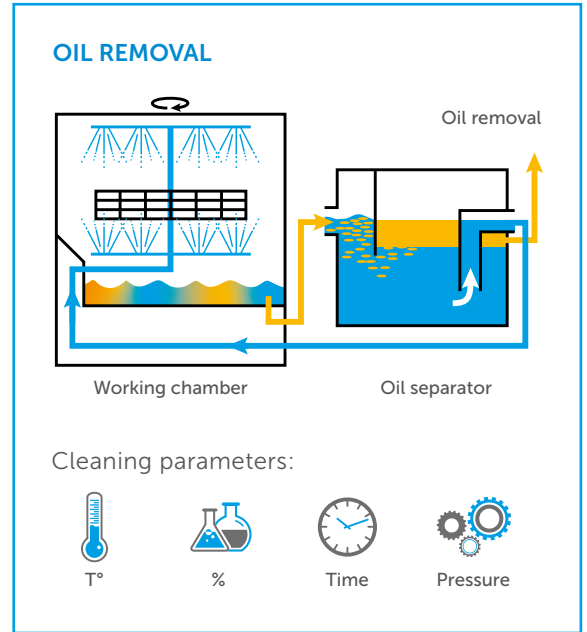 OIL REMOVAL
Oil removal
Working chamber
Oil separator
Cleaning parameters:
T°
%
Time
Pressure